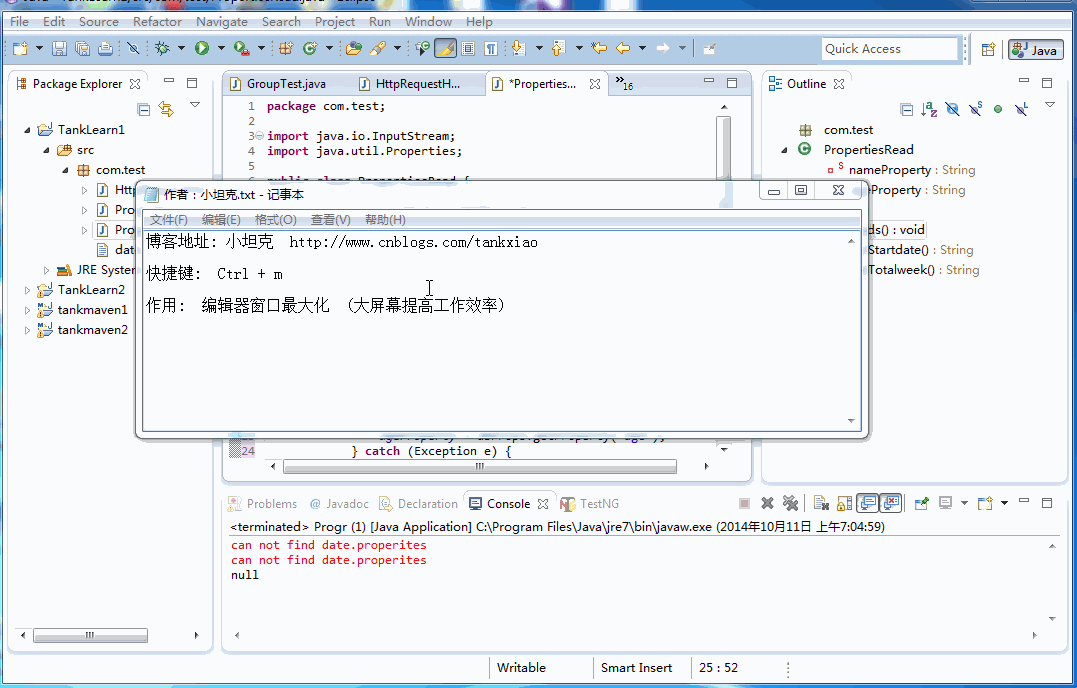 File Edit Source Refactor Navigate Search Project Run Window Help
Quick Access
Java
Package Explorer
GroupTest.java
HttpRequestH...
*Properties...
»16
Outline
TankLearn1
src
com.test
Htt
Pro
Pro
dat
JRE System
TankLearn2
tankmaven1
tankmaven2
1 package com.test;
2
3 import java.io.InputStream;
4 import java.util.Properties;
5
com.test
PropertiesRead
nameProperty : String
eProperty : String
ds() : void
Startdate() : String
Totalweek() : String
作者：小坦克.txt - 记事本
文件(F) 编辑(E) 格式(O) 查看(V) 帮助(H)
博客地址: 小坦克 http://www.cnblogs.com/tankxiao
快捷键: Ctrl + m
作用: 编辑器窗口最大化 （大屏幕提高工作效率）
24 } catch (Exception e) {
Problems @ Javadoc Declaration Console TestNG
<terminated> Progr (1) [Java Application] C:\Program Files\Java\jre7\bin\javaw.exe (2014年10月11日 上午7:04:59)
can not find date.properites
can not find date.properites
null
Writable
Smart Insert
25 : 52